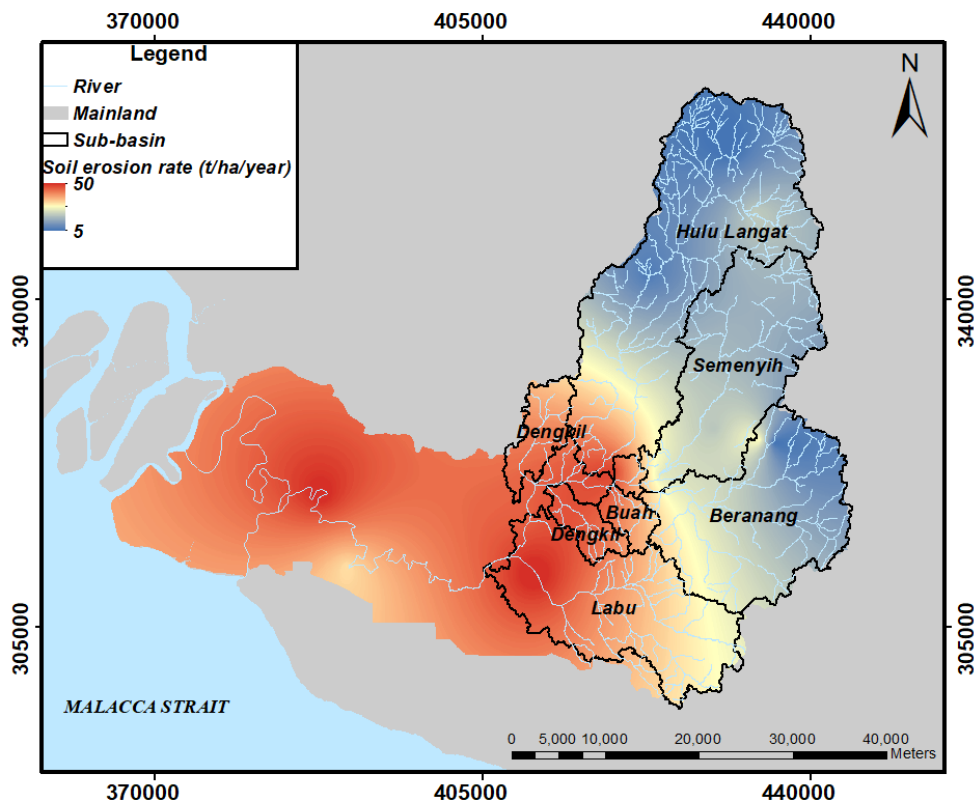 370000 405000 440000
Legend
River
Mainland
Sub-basin
Soil erosion rate (t/ha/year)
50
5
N
Hulu Langat
340000 340000
Semenyih
Dengkil
Buah
Beranang
Dengkil
Labu
305000 305000
MALACCA STRAIT
0 5,000 10,000 20,000 30,000 40,000
Meters
370000 405000 440000